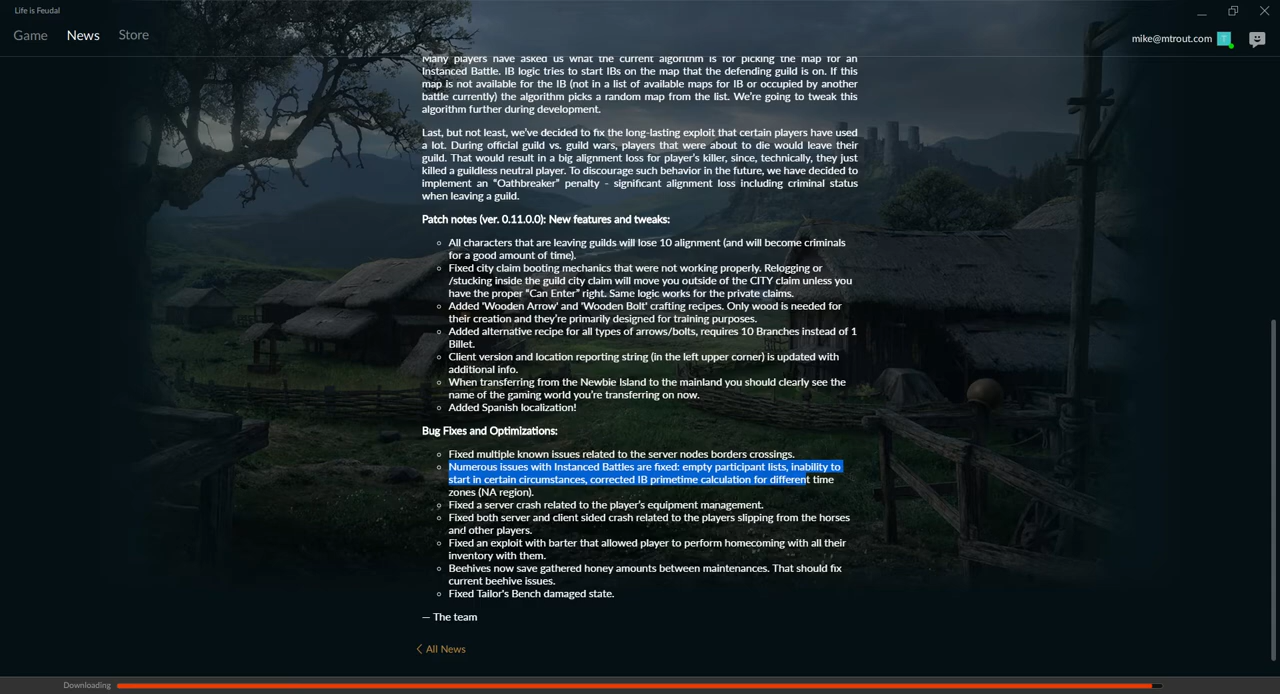 Life is Feudal
Game News Store
mike@mtrout.com
Many players have asked us what the current algorithm is for picking the map for an
Instanced Battle. IB logic tries to start IBs on the map that the defending guild is on. If this
map is not available for the IB (not in a list of available maps for IB or occupied by another
battle currently) the algorithm picks a random map from the list. We're going to tweak this
algorithm further during development.
Last, but not least, we've decided to fix the long-lasting exploit that certain players have used
a lot. During official guild vs. guild wars, players that were about to die would leave their
guild. That would result in a big alignment loss for player's killer, since, technically, they just
killed a guildless neutral player. To discourage such behavior in the future, we have decided to
implement an “Oathbreaker” penalty - significant alignment loss including criminal status
when leaving a guild.
Patch notes (ver. 0.11.0.0): New features and tweaks:
All characters that are leaving guilds will lose 10 alignment (and will become criminals
for a good amount of time).
Fixed city claim booting mechanics that were not working properly. Relogging or
/stucking inside the guild city claim will move you outside of the CITY claim unless you
have the proper “Can Enter” right. Same logic works for the private claims.
Added 'Wooden Arrow' and 'Wooden Bolt' crafting recipes. Only wood is needed for
their creation and they're primarily designed for training purposes.
Added alternative recipe for all types of arrows/bolts, requires 10 Branches instead of 1
Billet.
Client version and location reporting string (in the left upper corner) is updated with
additional info.
When transferring from the Newbie Island to the mainland you should clearly see the
name of the gaming world you're transferring on now.
Added Spanish localization!
Bug Fixes and Optimizations:
Fixed multiple known issues related to the server nodes borders crossings.
Numerous issues with Instanced Battles are fixed: empty participant lists, inability to
start in certain circumstances, corrected IB primetime calculation for different time
zones (NA region).
Fixed a server crash related to the player's equipment management.
Fixed both server and client sided crash related to the players slipping from the horses
and other players.
Fixed an exploit with barter that allowed player to perform homecoming with all their
inventory with them.
Beehives now save gathered honey amounts between maintenances. That should fix
current beehive issues.
Fixed Tailor's Bench damaged state.
— The team
All News
Downloading